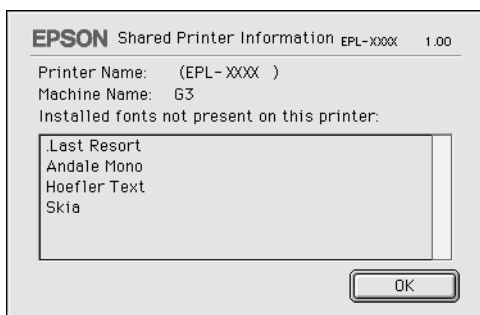 EPSON Shared Printer Information EPL-XXXX 1.00
Printer Name: (EPL-XXXX )
Machine Name: G3
Installed fonts not present on this printer:
.Last Resort
Andale Mono
Hoefler Text
Skia
OK